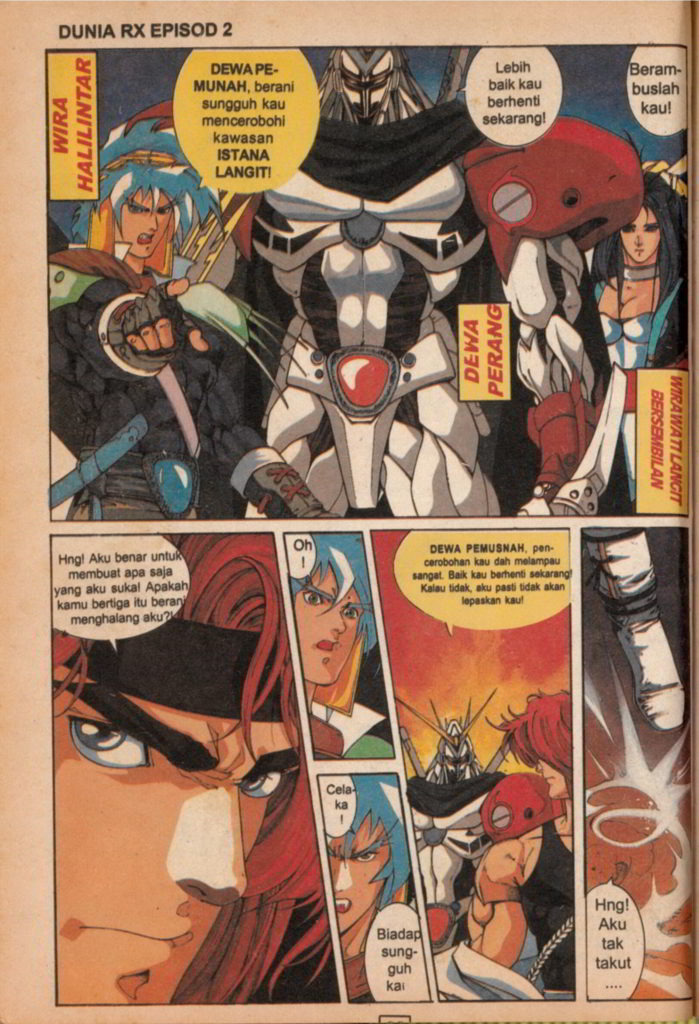 DUNIA RX EPISOD 2
WIRA
HALILINTAR
DEWA PE-
MUNAH, berani
sungguh kau
mencerobohi
kawasan
ISTANA
LANGIT!
Lebih
baik kau
berhenti
sekarang!
Beram-
buslah
kau!
DEWA
PERANG
WIRAWATI LANGIT
BERSEMBILAN
Hng! Aku benar untuk
membuat apa saja
yang aku suka! Apakah
kamu bertiga itu berani
menghalang aku?!
Oh
!
Cela-
ka
!
Biadap
sung-
guh
kai
DEWA PEMUSNAH, pen-
cerobohan kau dah melampau
sangat. Baik kau berhenti sekarang!
Kalau tidak, aku pasti tidak akan
lepaskan kau!
Hng!
Aku
tak
takut
....